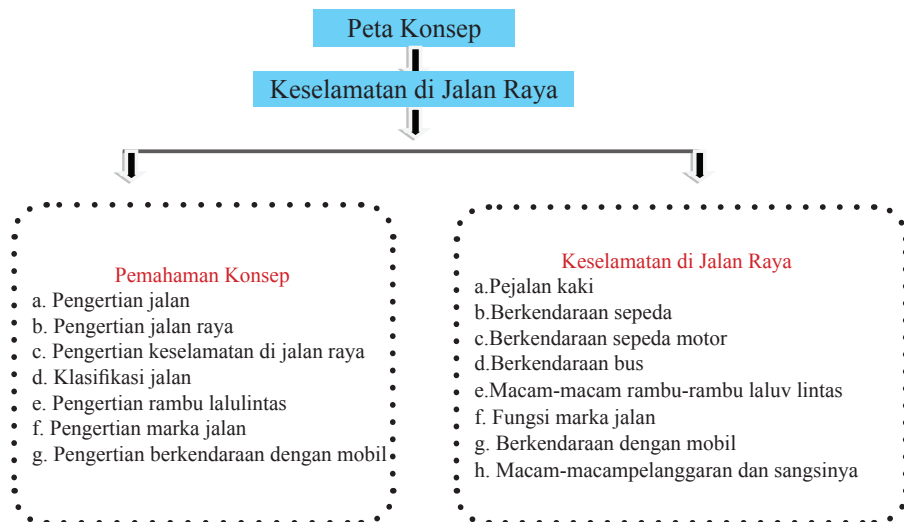 Peta Konsep
Keselamatan di Jalan Raya
Pemahaman Konsep
a. Pengertian jalan
b. Pengertian jalan raya
c. Pengertian keselamatan di jalan raya
d. Klasifikasi jalan
e. Pengertian rambu lalulintas
f. Pengertian marka jalan
g. Pengertian berkendaraan dengan mobil
Keselamatan di Jalan Raya
a.Pejalan kaki
b.Berkendaraan sepeda
c.Berkendaraan sepeda motor
d.Berkendaraan bus
e.Macam-macam rambu-rambu laluv lintas
f. Fungsi marka jalan
g. Berkendaraan dengan mobil
h. Macam-macampelanggaran dan sangsinya